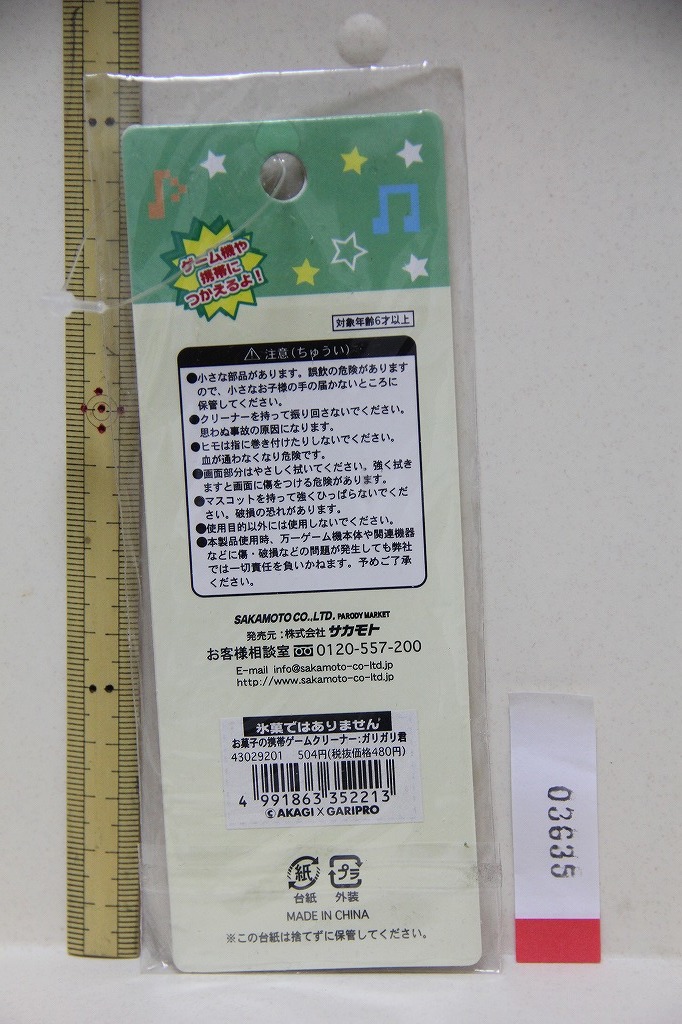 ゲーム機や
携帯に
つかえるよ!
対象年齢6才以上
注意(ちゅうい)
●小さな部品があります。誤飲の危険があります
ので、小さなお子様の手の届かないところに
保管してください。
●クリーナーを持って振り回さないでください。
思わぬ事故の原因になります。
●ヒモは指に巻き付けたりしないでください。
血が通わなくなり危険です。
●画面部分はやさしく拭いてください。強く拭き
ますと画面に傷をつける危険があります。
●マスコットを持って強くひっぱらないでくだ
さい。破損の恐れがあります。
●使用目的以外には使用しないでください。
●本製品使用時、万一ゲーム機本体や関連機器
などに傷・破損などの問題が発生しても弊社
では一切責任を負いかねます。予めご了承
ください。
SAKAMOTO CO.,LTD. PARODY MARKET
発売元:株式会社 サカモト
お客様相談室 0120-557-200
E-mail info@sakamoto-co-ltd.jp
http://www.sakamoto-co-ltd.jp
氷菓ではありません
お菓子の携帯ゲームクリーナー:ガリガリ君
43029201 504円(税抜価格480円)
4 991863 352213
©AKAGI×GARIPRO
紙 プラ
台紙 外装
MADE IN CHINA
※この台紙は捨てずに保管してください。
03635